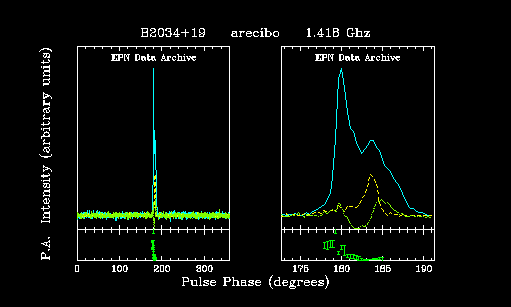 B2034+19 arecibo 1.418 Ghz
EPN Data Archive EPN Data Archive
P.A. Intensity (arbitrary units)
0 100 200 300 175 180 185 190
Pulse Phase (degrees)